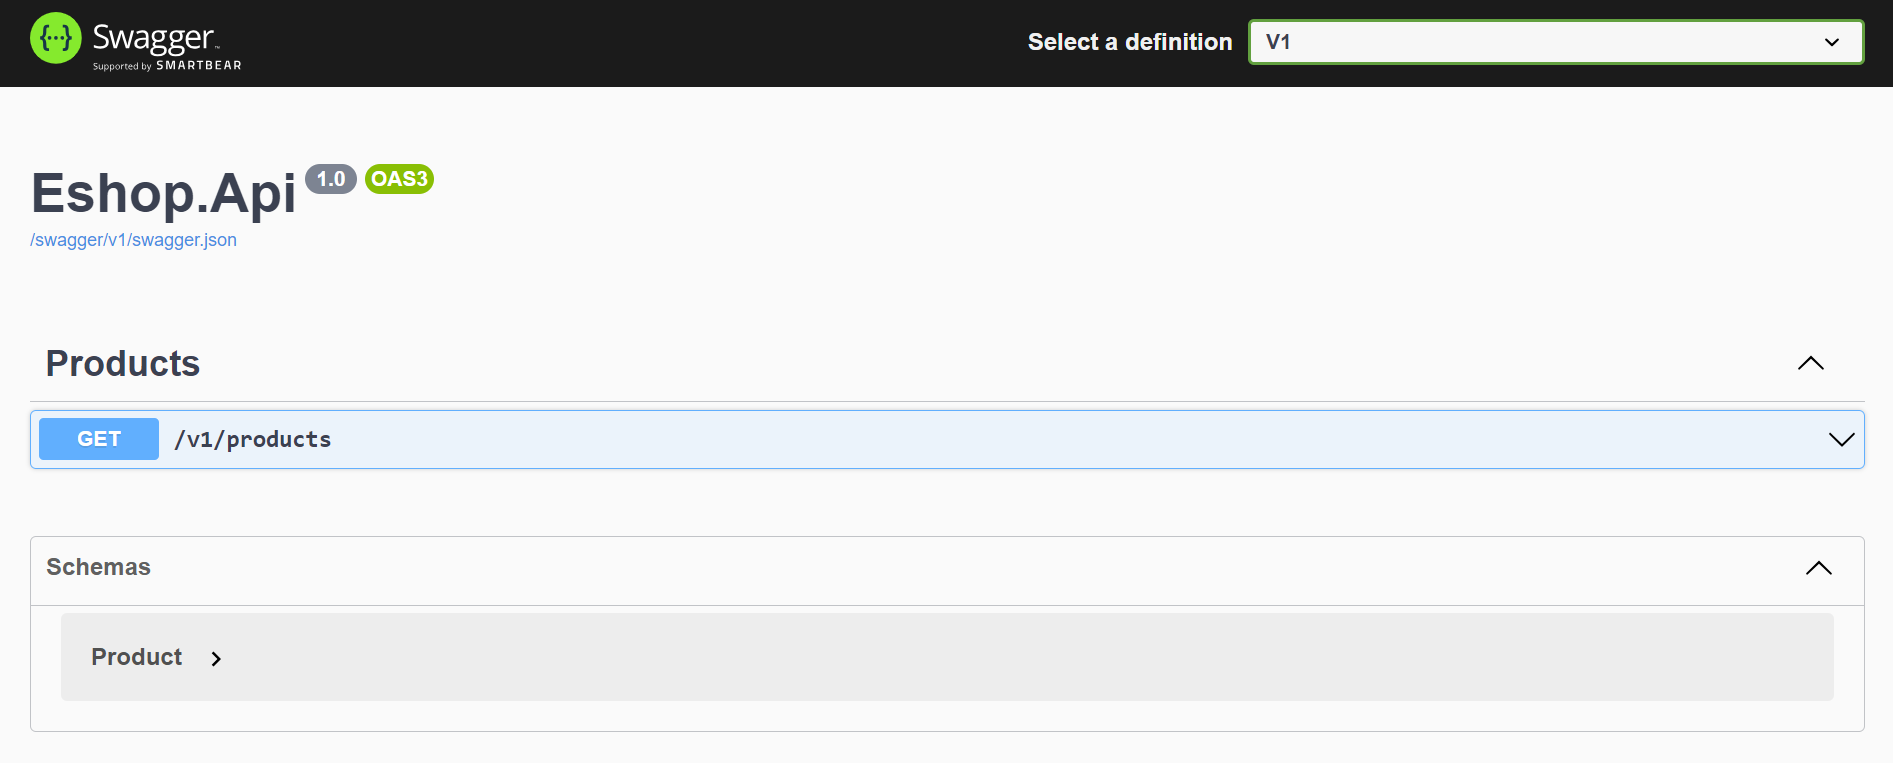 {···} Swagger™
Supported by SMARTBEAR
Select a definition V1
Eshop.Api 1.0 OAS3
/swagger/v1/swagger.json
Products
GET /v1/products
Schemas
Product